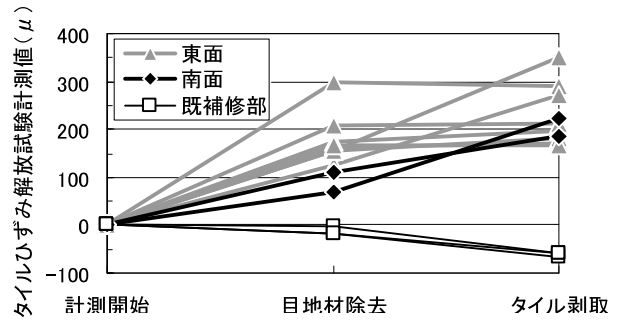 タイルひずみ解放試験計測値(μ)
400
300
200
100
0
-100
東面
南面
既補修部
計測開始 目地材除去 タイル剥取